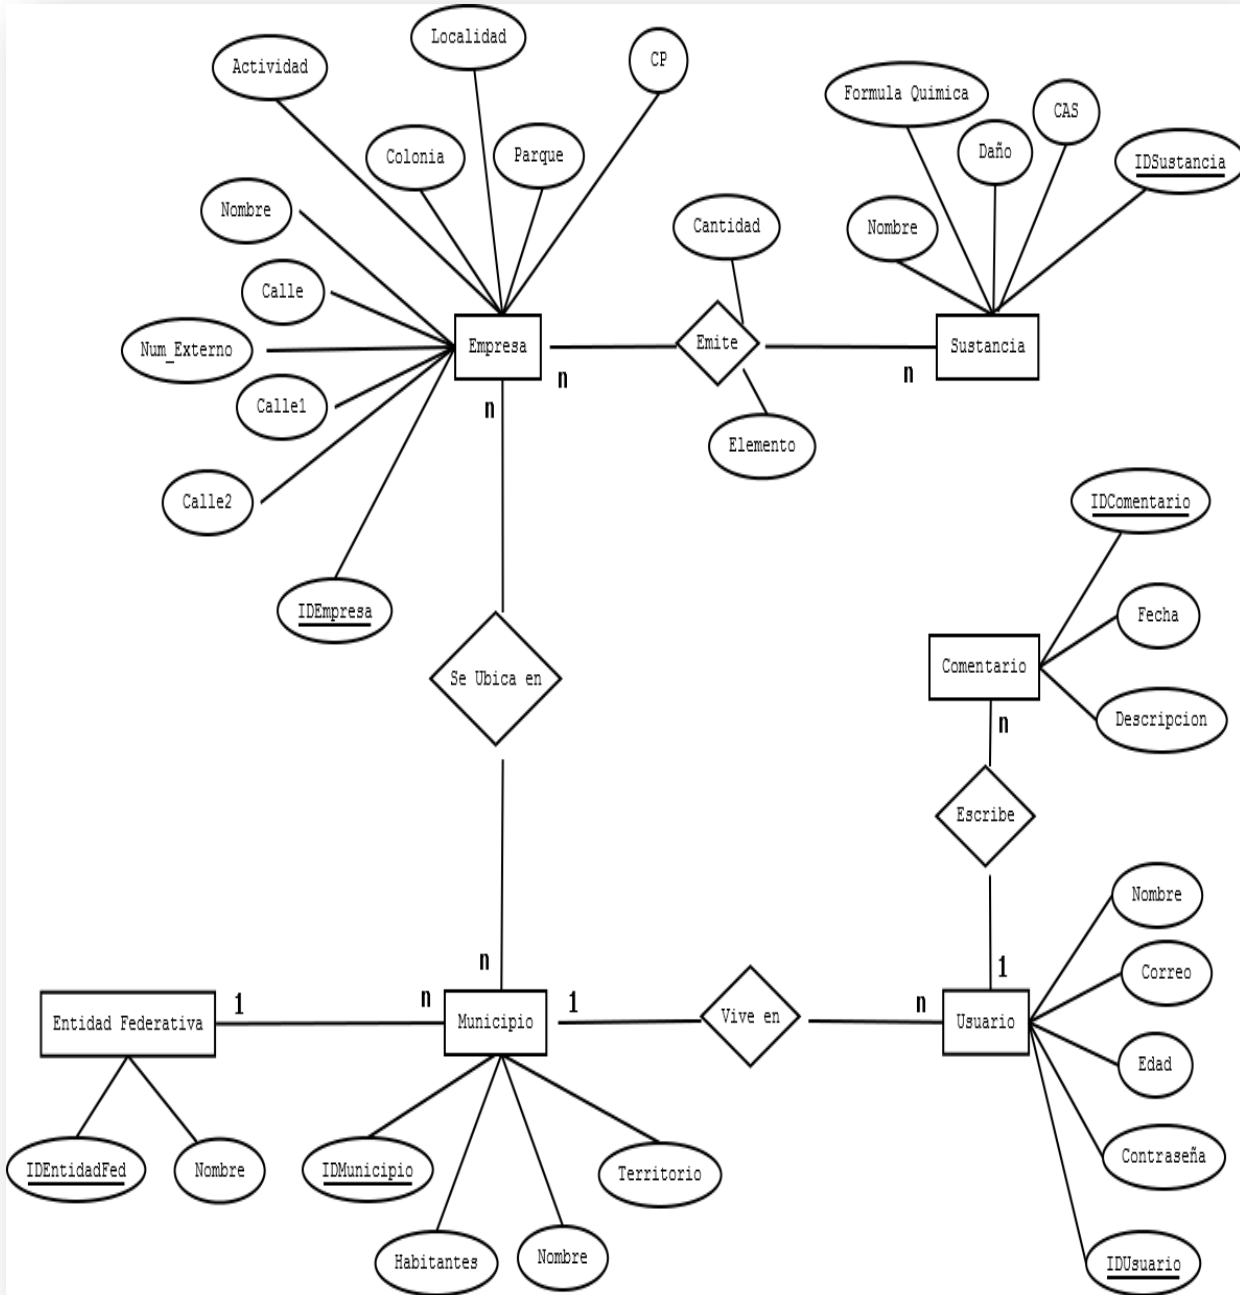 Localidad
Actividad
CP
Formula Quimica
CAS
Colonia
Parque
Daño
IDSustancia
Nombre
Cantidad
Nombre
Calle
Num_Externo
Empresa
Emite
Sustancia
n
n
Calle1
n
Elemento
Calle2
IDComentario
IDEmpresa
Fecha
Se Ubica en
Comentario
Descripcion
n
Escribe
Nombre
n
1
Correo
1
n
1
n
Entidad Federativa
Municipio
Vive en
Usuario
Edad
IDEntidadFed
Nombre
IDMunicipio
Territorio
Contraseña
Habitantes
Nombre
IDUsuario